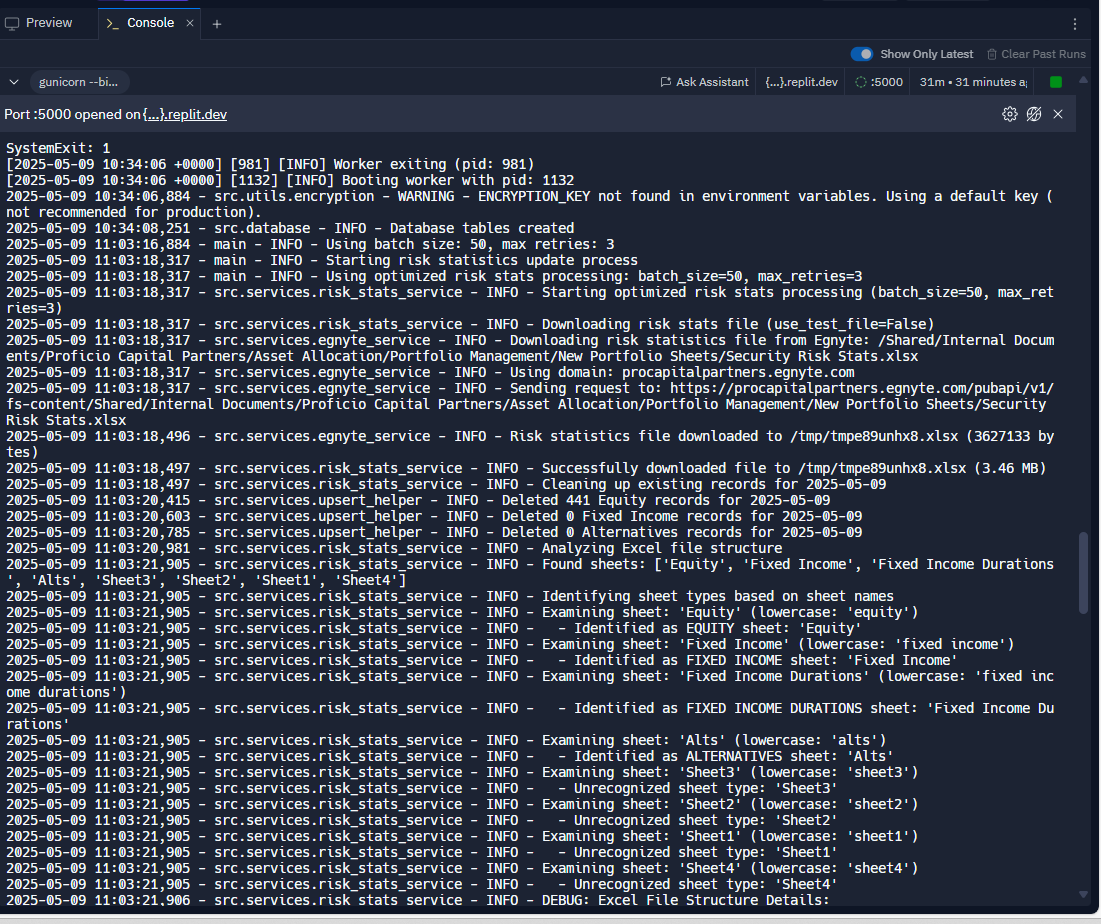 Preview
Console
gunicorn --bi...
Show Only Latest
Clear Past Runs
Ask Assistant
{...}.replit.dev
:5000
31m • 31 minutes a
Port :5000 opened on {...}.replit.dev
SystemExit: 1
[2025-05-09 10:34:06 +0000] [981] [INFO] Worker exiting (pid: 981)
[2025-05-09 10:34:06 +0000] [1132] [INFO] Booting worker with pid: 1132
2025-05-09 10:34:06,884 - src.utils.encryption - WARNING - ENCRYPTION_KEY not found in environment variables. Using a default key (
not recommended for production).
2025-05-09 10:34:08,251 - src.database - INFO - Database tables created
2025-05-09 11:03:16,884 - main - INFO - Using batch size: 50, max retries: 3
2025-05-09 11:03:18,317 - main - INFO - Starting risk statistics update process
2025-05-09 11:03:18,317 - main - INFO - Using optimized risk stats processing: batch_size=50, max_retries=3
2025-05-09 11:03:18,317 - src.services.risk_stats_service - INFO - Starting optimized risk stats processing (batch_size=50, max_ret
ries=3)
2025-05-09 11:03:18,317 - src.services.risk_stats_service - INFO - Downloading risk stats file (use_test_file=False)
2025-05-09 11:03:18,317 - src.services.egnyte_service - INFO - Downloading risk statistics file from Egnyte: /Shared/Internal Docum
ents/Proficio Capital Partners/Asset Allocation/Portfolio Management/New Portfolio Sheets/Security Risk Stats.xlsx
2025-05-09 11:03:18,317 - src.services.egnyte_service - INFO - Using domain: procapitalpartners.egnyte.com
2025-05-09 11:03:18,317 - src.services.egnyte_service - INFO - Sending request to: https://procapitalpartners.egnyte.com/pubapi/v1/
fs-content/Shared/Internal Documents/Proficio Capital Partners/Asset Allocation/Portfolio Management/New Portfolio Sheets/Security
Risk Stats.xlsx
2025-05-09 11:03:18,496 - src.services.egnyte_service - INFO - Risk statistics file downloaded to /tmp/tmpe89unhx8.xlsx (3627133 by
tes)
2025-05-09 11:03:18,497 - src.services.risk_stats_service - INFO - Successfully downloaded file to /tmp/tmpe89unhx8.xlsx (3.46 MB)
2025-05-09 11:03:18,497 - src.services.risk_stats_service - INFO - Cleaning up existing records for 2025-05-09
2025-05-09 11:03:20,415 - src.services.upsert_helper - INFO - Deleted 441 Equity records for 2025-05-09
2025-05-09 11:03:20,603 - src.services.upsert_helper - INFO - Deleted 0 Fixed Income records for 2025-05-09
2025-05-09 11:03:20,785 - src.services.upsert_helper - INFO - Deleted 0 Alternatives records for 2025-05-09
2025-05-09 11:03:20,981 - src.services.risk_stats_service - INFO - Analyzing Excel file structure
2025-05-09 11:03:21,905 - src.services.risk_stats_service - INFO - Found sheets: ['Equity', 'Fixed Income', 'Fixed Income Durations
', 'Alts', 'Sheet3', 'Sheet2', 'Sheet1', 'Sheet4']
2025-05-09 11:03:21,905 - src.services.risk_stats_service - INFO - Identifying sheet types based on sheet names
2025-05-09 11:03:21,905 - src.services.risk_stats_service - INFO - Examining sheet: 'Equity' (lowercase: 'equity')
2025-05-09 11:03:21,905 - src.services.risk_stats_service - INFO -   - Identified as EQUITY sheet: 'Equity'
2025-05-09 11:03:21,905 - src.services.risk_stats_service - INFO - Examining sheet: 'Fixed Income' (lowercase: 'fixed income')
2025-05-09 11:03:21,905 - src.services.risk_stats_service - INFO -   - Identified as FIXED INCOME sheet: 'Fixed Income'
2025-05-09 11:03:21,905 - src.services.risk_stats_service - INFO - Examining sheet: 'Fixed Income Durations' (lowercase: 'fixed inc
ome durations')
2025-05-09 11:03:21,905 - src.services.risk_stats_service - INFO -   - Identified as FIXED INCOME DURATIONS sheet: 'Fixed Income Du
rations'
2025-05-09 11:03:21,905 - src.services.risk_stats_service - INFO - Examining sheet: 'Alts' (lowercase: 'alts')
2025-05-09 11:03:21,905 - src.services.risk_stats_service - INFO -   - Identified as ALTERNATIVES sheet: 'Alts'
2025-05-09 11:03:21,905 - src.services.risk_stats_service - INFO - Examining sheet: 'Sheet3' (lowercase: 'sheet3')
2025-05-09 11:03:21,905 - src.services.risk_stats_service - INFO -   - Unrecognized sheet type: 'Sheet3'
2025-05-09 11:03:21,905 - src.services.risk_stats_service - INFO - Examining sheet: 'Sheet2' (lowercase: 'sheet2')
2025-05-09 11:03:21,905 - src.services.risk_stats_service - INFO -   - Unrecognized sheet type: 'Sheet2'
2025-05-09 11:03:21,905 - src.services.risk_stats_service - INFO - Examining sheet: 'Sheet1' (lowercase: 'sheet1')
2025-05-09 11:03:21,905 - src.services.risk_stats_service - INFO -   - Unrecognized sheet type: 'Sheet1'
2025-05-09 11:03:21,905 - src.services.risk_stats_service - INFO - Examining sheet: 'Sheet4' (lowercase: 'sheet4')
2025-05-09 11:03:21,905 - src.services.risk_stats_service - INFO -   - Unrecognized sheet type: 'Sheet4'
2025-05-09 11:03:21,906 - src.services.risk_stats_service - INFO - DEBUG: Excel File Structure Details: